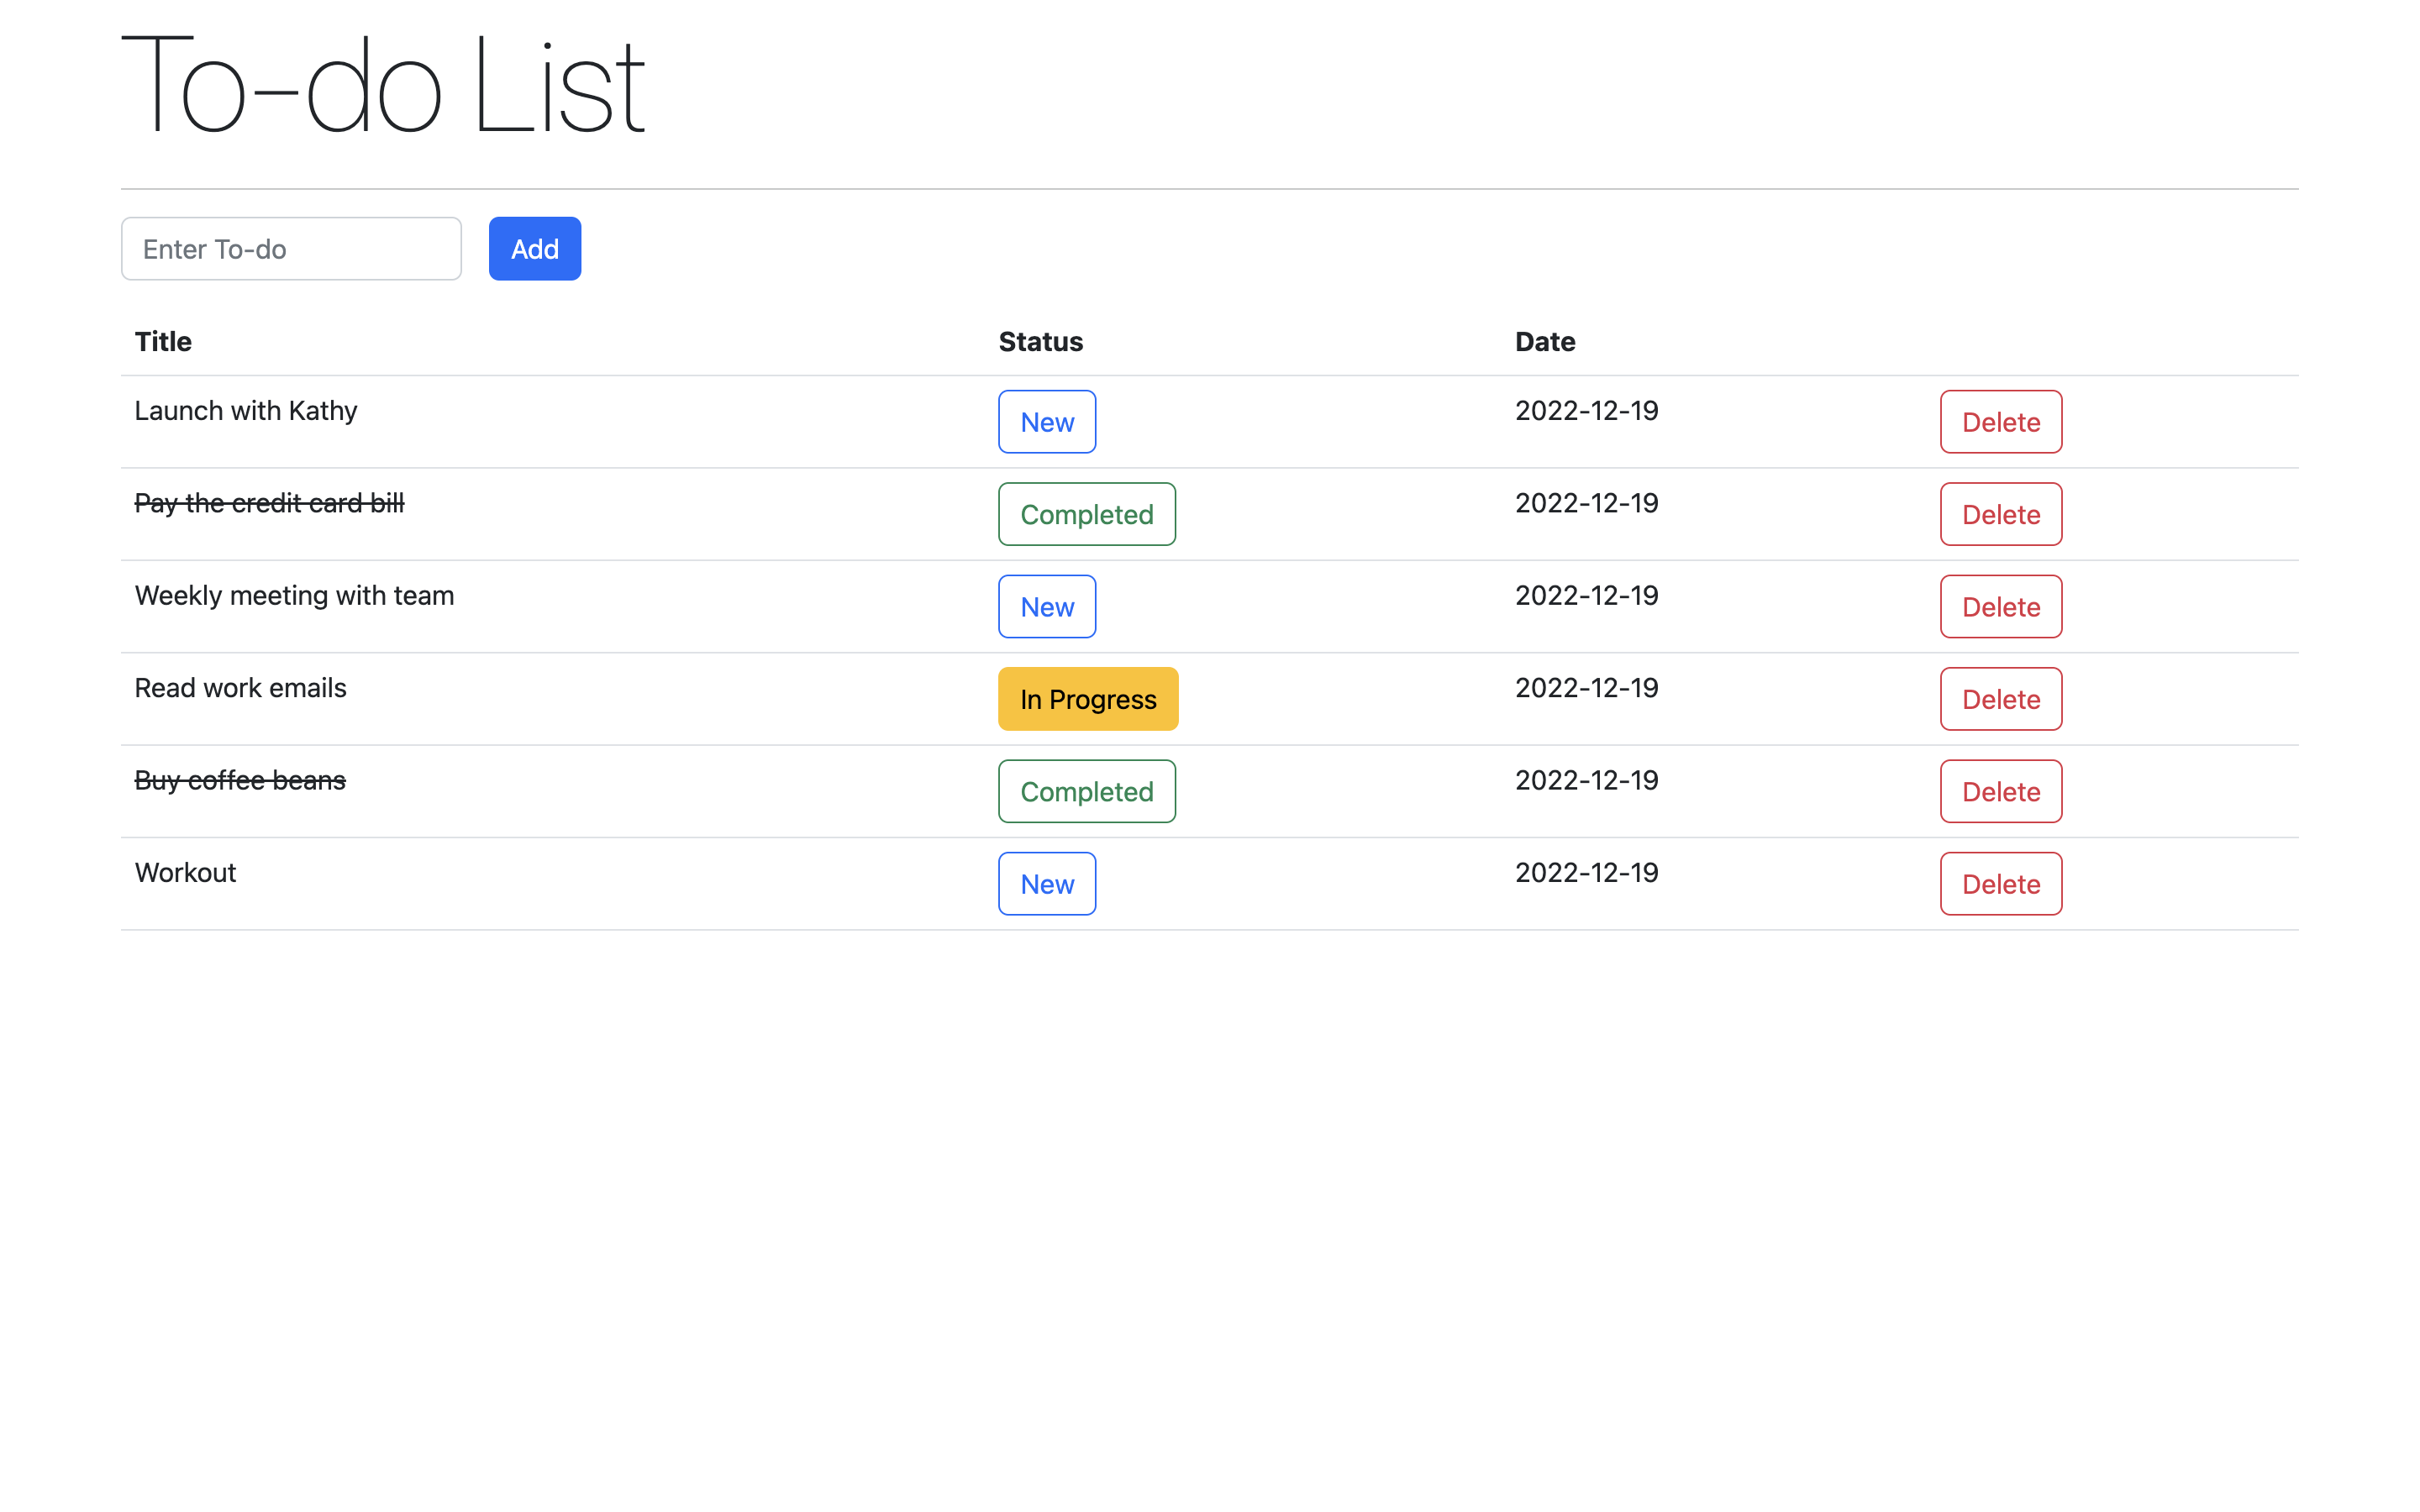 To-do List
Enter To-do Add
Title Status Date
Launch with Kathy New 2022-12-19 Delete
Pay the credit card bill Completed 2022-12-19 Delete
Weekly meeting with team New 2022-12-19 Delete
Read work emails In Progress 2022-12-19 Delete
Buy coffee beans Completed 2022-12-19 Delete
Workout New 2022-12-19 Delete